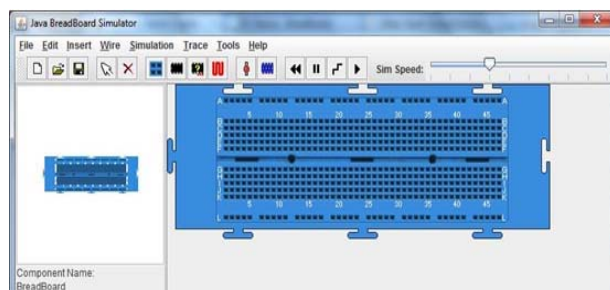 Java BreadBoard Simulator
File Edit Insert Wire Simulation Trace Tools Help
Sim Speed:
A A
5 10 15 20 25 30 35 40 45
5 10 15 20 25 30 35 40 45
L L
Component Name:
BreadBoard